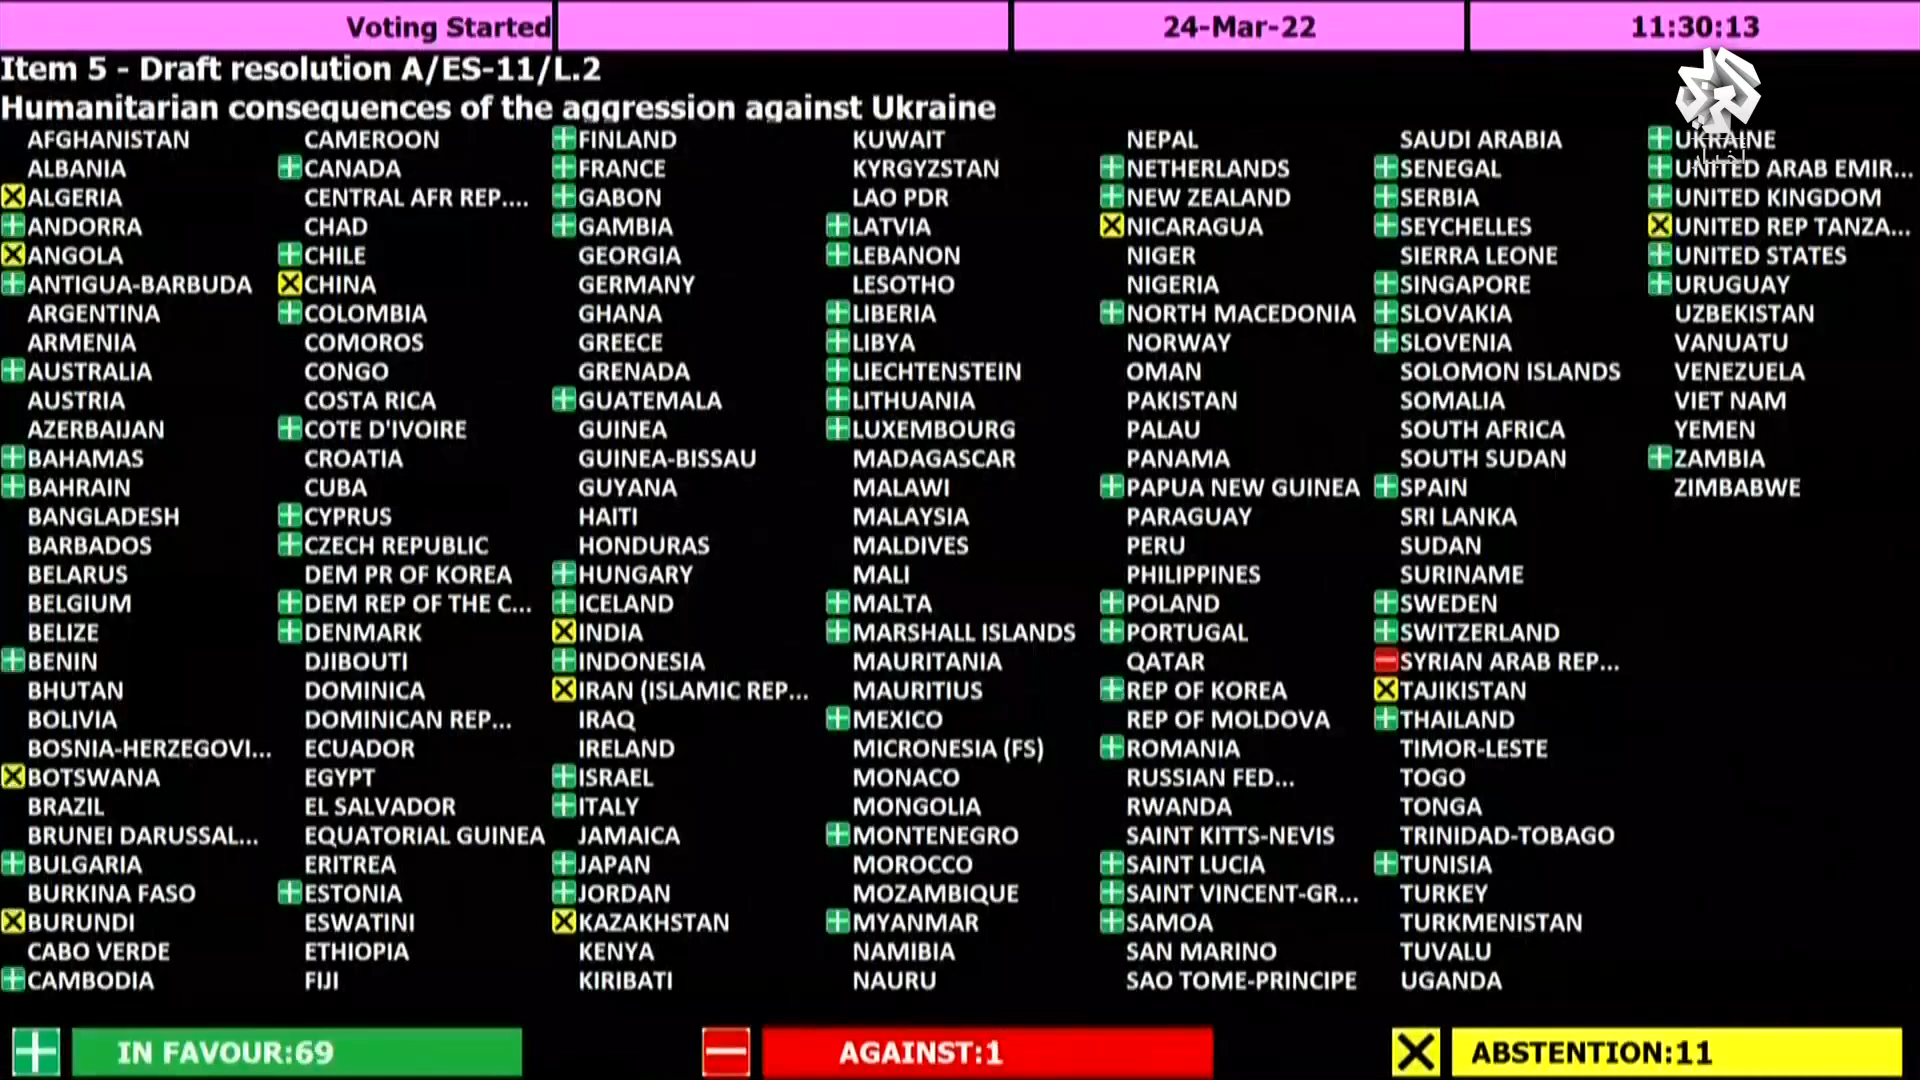 Voting Started 24-Mar-22 11:30:13
Item 5 - Draft resolution A/ES-11/L.2
Humanitarian consequences of the aggression against Ukraine
AFGHANISTAN
ALBANIA
ALGERIA
ANDORRA
ANGOLA
ANTIGUA-BARBUDA
ARGENTINA
ARMENIA
AUSTRALIA
AUSTRIA
AZERBAIJAN
BAHAMAS
BAHRAIN
BANGLADESH
BARBADOS
BELARUS
BELGIUM
BELIZE
BENIN
BHUTAN
BOLIVIA
BOSNIA-HERZEGOVI...
BOTSWANA
BRAZIL
BRUNEI DARUSSAL...
BULGARIA
BURKINA FASO
BURUNDI
CABO VERDE
CAMBODIA
CAMEROON
CANADA
CENTRAL AFR REP....
CHAD
CHILE
CHINA
COLOMBIA
COMOROS
CONGO
COSTA RICA
COTE D'IVOIRE
CROATIA
CUBA
CYPRUS
CZECH REPUBLIC
DEM PR OF KOREA
DEM REP OF THE C...
DENMARK
DJIBOUTI
DOMINICA
DOMINICAN REP...
ECUADOR
EGYPT
EL SALVADOR
EQUATORIAL GUINEA
ERITREA
ESTONIA
ESWATINI
ETHIOPIA
FIJI
FINLAND
FRANCE
GABON
GAMBIA
GEORGIA
GERMANY
GHANA
GREECE
GRENADA
GUATEMALA
GUINEA
GUINEA-BISSAU
GUYANA
HAITI
HONDURAS
HUNGARY
ICELAND
INDIA
INDONESIA
IRAN (ISLAMIC REP...
IRAQ
IRELAND
ISRAEL
ITALY
JAMAICA
JAPAN
JORDAN
KAZAKHSTAN
KENYA
KIRIBATI
KUWAIT
KYRGYZSTAN
LAO PDR
LATVIA
LEBANON
LESOTHO
LIBERIA
LIBYA
LIECHTENSTEIN
LITHUANIA
LUXEMBOURG
MADAGASCAR
MALAWI
MALAYSIA
MALDIVES
MALI
MALTA
MARSHALL ISLANDS
MAURITANIA
MAURITIUS
MEXICO
MICRONESIA (FS)
MONACO
MONGOLIA
MONTENEGRO
MOROCCO
MOZAMBIQUE
MYANMAR
NAMIBIA
NAURU
NEPAL
NETHERLANDS
NEW ZEALAND
NICARAGUA
NIGER
NIGERIA
NORTH MACEDONIA
NORWAY
OMAN
PAKISTAN
PALAU
PANAMA
PAPUA NEW GUINEA
PARAGUAY
PERU
PHILIPPINES
POLAND
PORTUGAL
QATAR
REP OF KOREA
REP OF MOLDOVA
ROMANIA
RUSSIAN FED...
RWANDA
SAINT KITTS-NEVIS
SAINT LUCIA
SAINT VINCENT-GR...
SAMOA
SAN MARINO
SAO TOME-PRINCIPE
SAUDI ARABIA
SENEGAL
SERBIA
SEYCHELLES
SIERRA LEONE
SINGAPORE
SLOVAKIA
SLOVENIA
SOLOMON ISLANDS
SOMALIA
SOUTH AFRICA
SOUTH SUDAN
SPAIN
SRI LANKA
SUDAN
SURINAME
SWEDEN
SWITZERLAND
SYRIAN ARAB REP...
TAJIKISTAN
THAILAND
TIMOR-LESTE
TOGO
TONGA
TRINIDAD-TOBAGO
TUNISIA
TURKEY
TURKMENISTAN
TUVALU
UGANDA
UKRAINE
UNITED ARAB EMIR...
UNITED KINGDOM
UNITED REP TANZA...
UNITED STATES
URUGUAY
UZBEKISTAN
VANUATU
VENEZUELA
VIET NAM
YEMEN
ZAMBIA
ZIMBABWE
IN FAVOUR:69 AGAINST:1 ABSTENTION:11